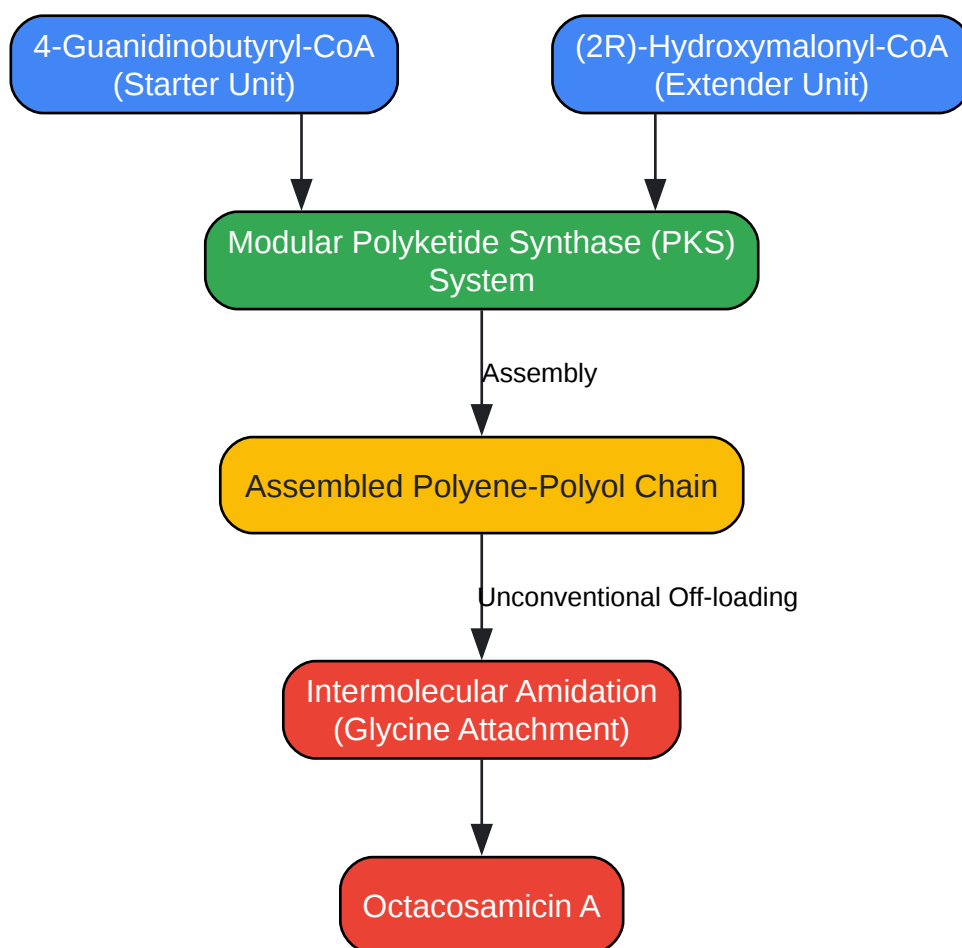 4-Guanidinobutyryl-CoA
(Starter Unit)
(2R)-Hydroxymalonyl-CoA
(Extender Unit)
Modular Polyketide Synthase (PKS)
System
Assembly
Assembled Polyene-Polyol Chain
Unconventional Off-loading
Intermolecular Amidation
(Glycine Attachment)
Octacosamicin A